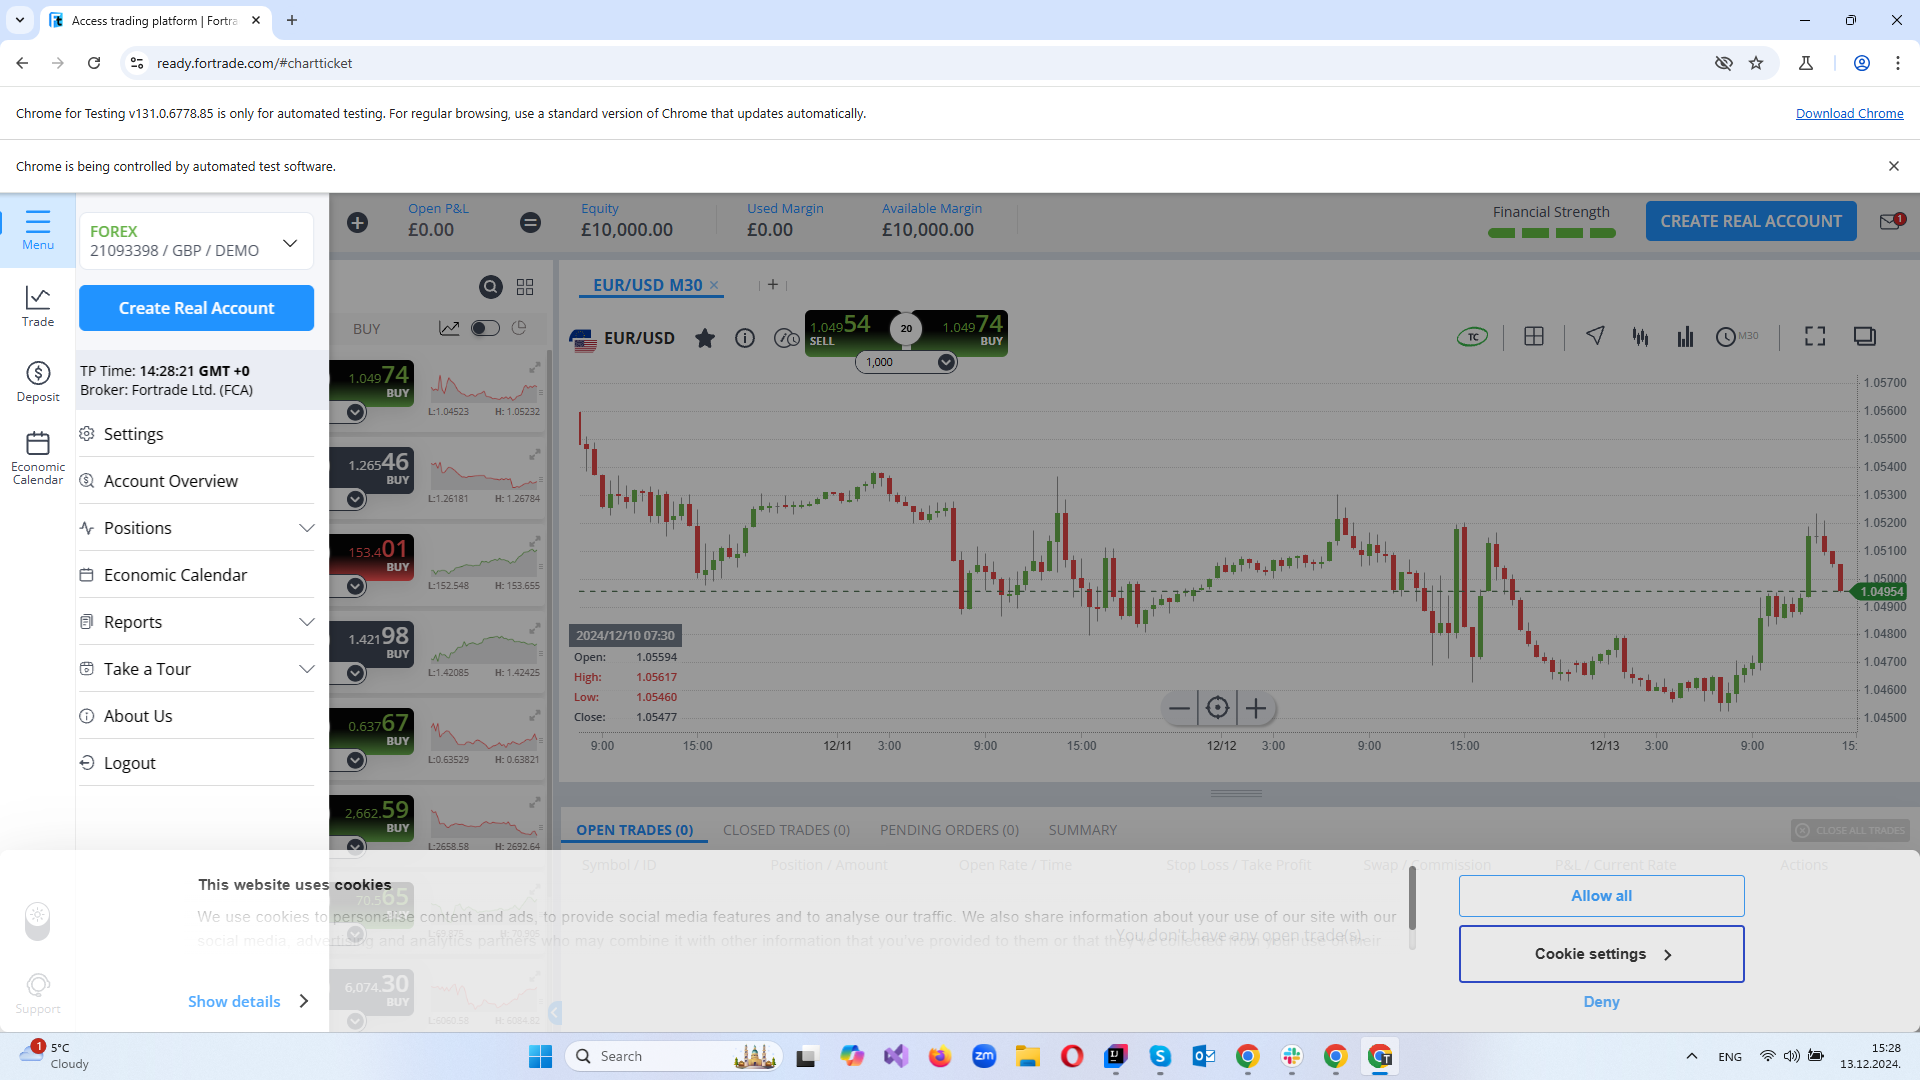 Access trading platform | Fortra
ready.fortrade.com/#chartticket
Chrome for Testing v131.0.6778.85 is only for automated testing. For regular browsing, use a standard version of Chrome that updates automatically.
Download Chrome
Chrome is being controlled by automated test software.
Menu
Trade
Deposit
Economic
Calendar
Support
FOREX
21093398 / GBP / DEMO
Create Real Account
TP Time: 14:28:21 GMT +0
Broker: Fortrade Ltd. (FCA)
Settings
Account Overview
Positions
Economic Calendar
Reports
Take a Tour
About Us
Logout
Open P&L
£0.00
Equity
£10,000.00
Used Margin
£0.00
Available Margin
£10,000.00
Financial Strength
CREATE REAL ACCOUNT
1
BUY
1.04974
BUY
L:1.04523 H: 1.05232
1.26546
BUY
L:1.26181 H: 1.26784
153.401
BUY
L:152.548 H: 153.655
1.42198
BUY
L:1.42085 H: 1.42425
0.63767
BUY
L:0.63529 H: 0.63821
2,662.59
BUY
L:2658.58 H: 2692.64
70.565
BUY
6,074.30
BUY
L:6060.58 H: 6084.82
EUR/USD M30
EUR/USD
1.04954
SELL
20
1.04974
BUY
1,000
TC
M30
1.05700
1.05600
1.05500
1.05400
1.05300
1.05200
1.05100
1.05000
1.04954
1.04900
1.04800
1.04700
1.04600
1.04500
2024/12/10 07:30
Open: 1.05594
High: 1.05617
Low: 1.05460
Close: 1.05477
9:00 15:00 12/11 3:00 9:00 15:00 12/12 3:00 9:00 15:00 12/13 3:00 9:00 15:
OPEN TRADES (0)
CLOSED TRADES (0)
PENDING ORDERS (0)
SUMMARY
CLOSE ALL TRADES
Symbol / ID
Position / Amount
Open Rate / Time
Stop Loss / Take Profit
Swap / Commission
P&L / Current Rate
Actions
You don't have any open trade(s).
This website uses cookies
We use cookies to personalise content and ads, to provide social media features and to analyse our traffic. We also share information about your use of our site with our
social media, advertising and analytics partners who may combine it with other information that you've provided to them or that they've collected from your use of their
Show details
Allow all
Cookie settings
Deny
1
5°C
Cloudy
Search
zm
ENG
15:28
13.12.2024.